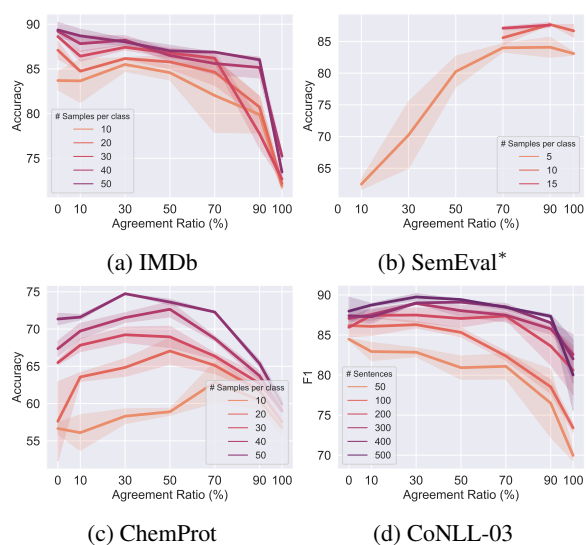 90
85
80
75
Accuracy
# Samples per class
10
20
30
40
50
0 10 30 50 70 90 100
Agreement Ratio (%)
(a) IMDb
85
80
75
70
65
Accuracy
# Samples per class
5
10
15
10 30 50 70 90 100
Agreement Ratio (%)
(b) SemEval*
75
70
65
60
55
Accuracy
# Samples per class
10
20
30
40
50
0 10 30 50 70 90 100
Agreement Ratio (%)
(c) ChemProt
90
85
80
75
70
F1
# Sentences
50
100
200
300
400
500
0 10 30 50 70 90 100
Agreement Ratio (%)
(d) CoNLL-03